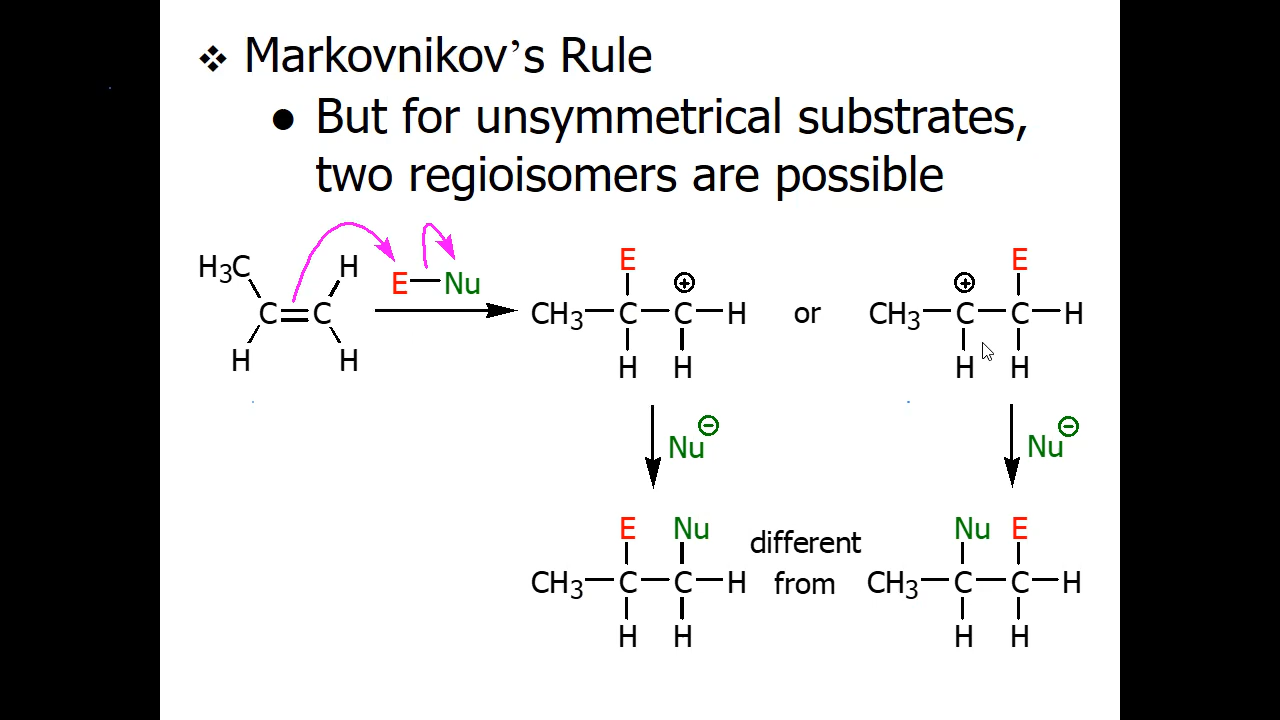 ❖ Markovnikov’s Rule
● But for unsymmetrical substrates,
two regioisomers are possible
H3C H E—Nu E ⊕ ⊕ E
C=C CH3—C—C—H or CH3—C—C—H
H H H H H H
Nu⊖ Nu⊖
E Nu different Nu E
CH3—C—C—H from CH3—C—C—H
H H H H